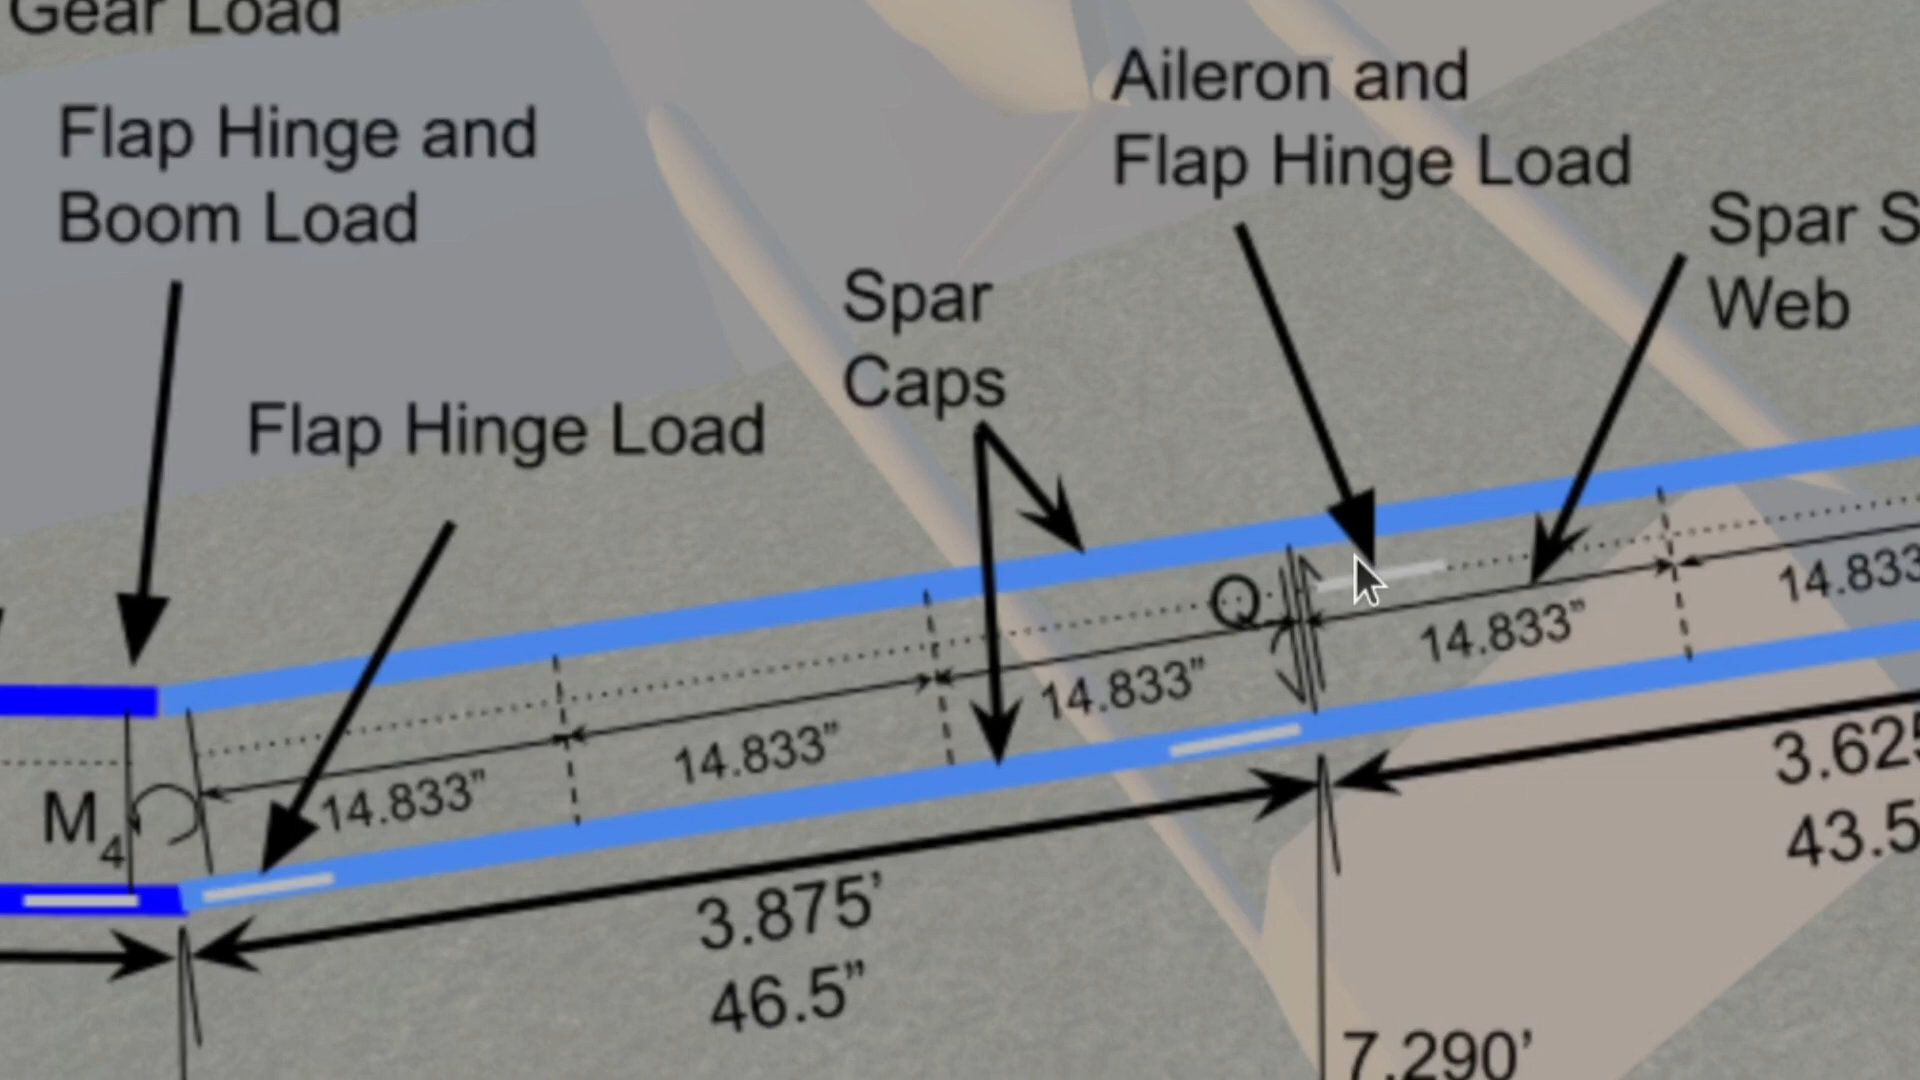 Gear Load
Flap Hinge and
Boom Load
Aileron and
Flap Hinge Load
Spar S
Web
Spar
Caps
Flap Hinge Load
Q
M4
14.833”
14.833”
14.833”
14.833”
14.833
3.875’
46.5”
3.625
43.5
7.290’